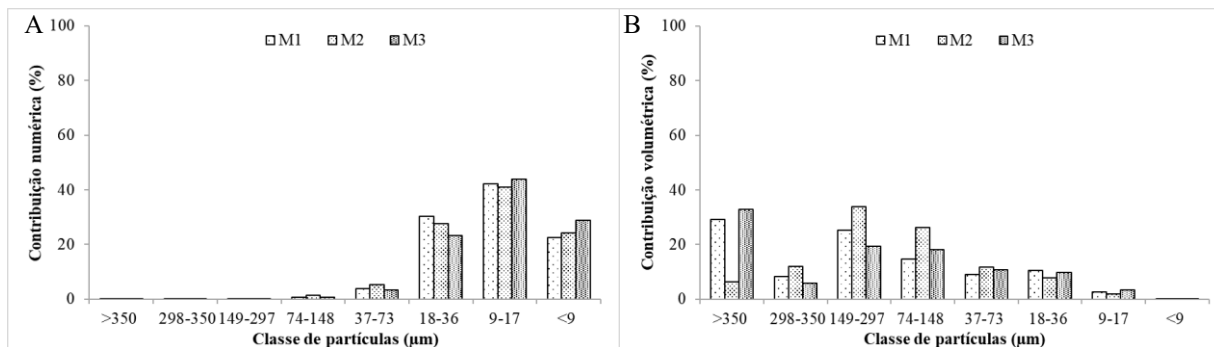 A
Contribuição numérica (%)
100
80
60
40
20
0
M1 M2 M3
>350 298-350 149-297 74-148 37-73 18-36 9-17 <9
Classe de partículas (µm)
B
Contribuição volumétrica (%)
100
80
60
40
20
0
M1 M2 M3
>350 298-350 149-297 74-148 37-73 18-36 9-17 <9
Classe de partículas (µm)